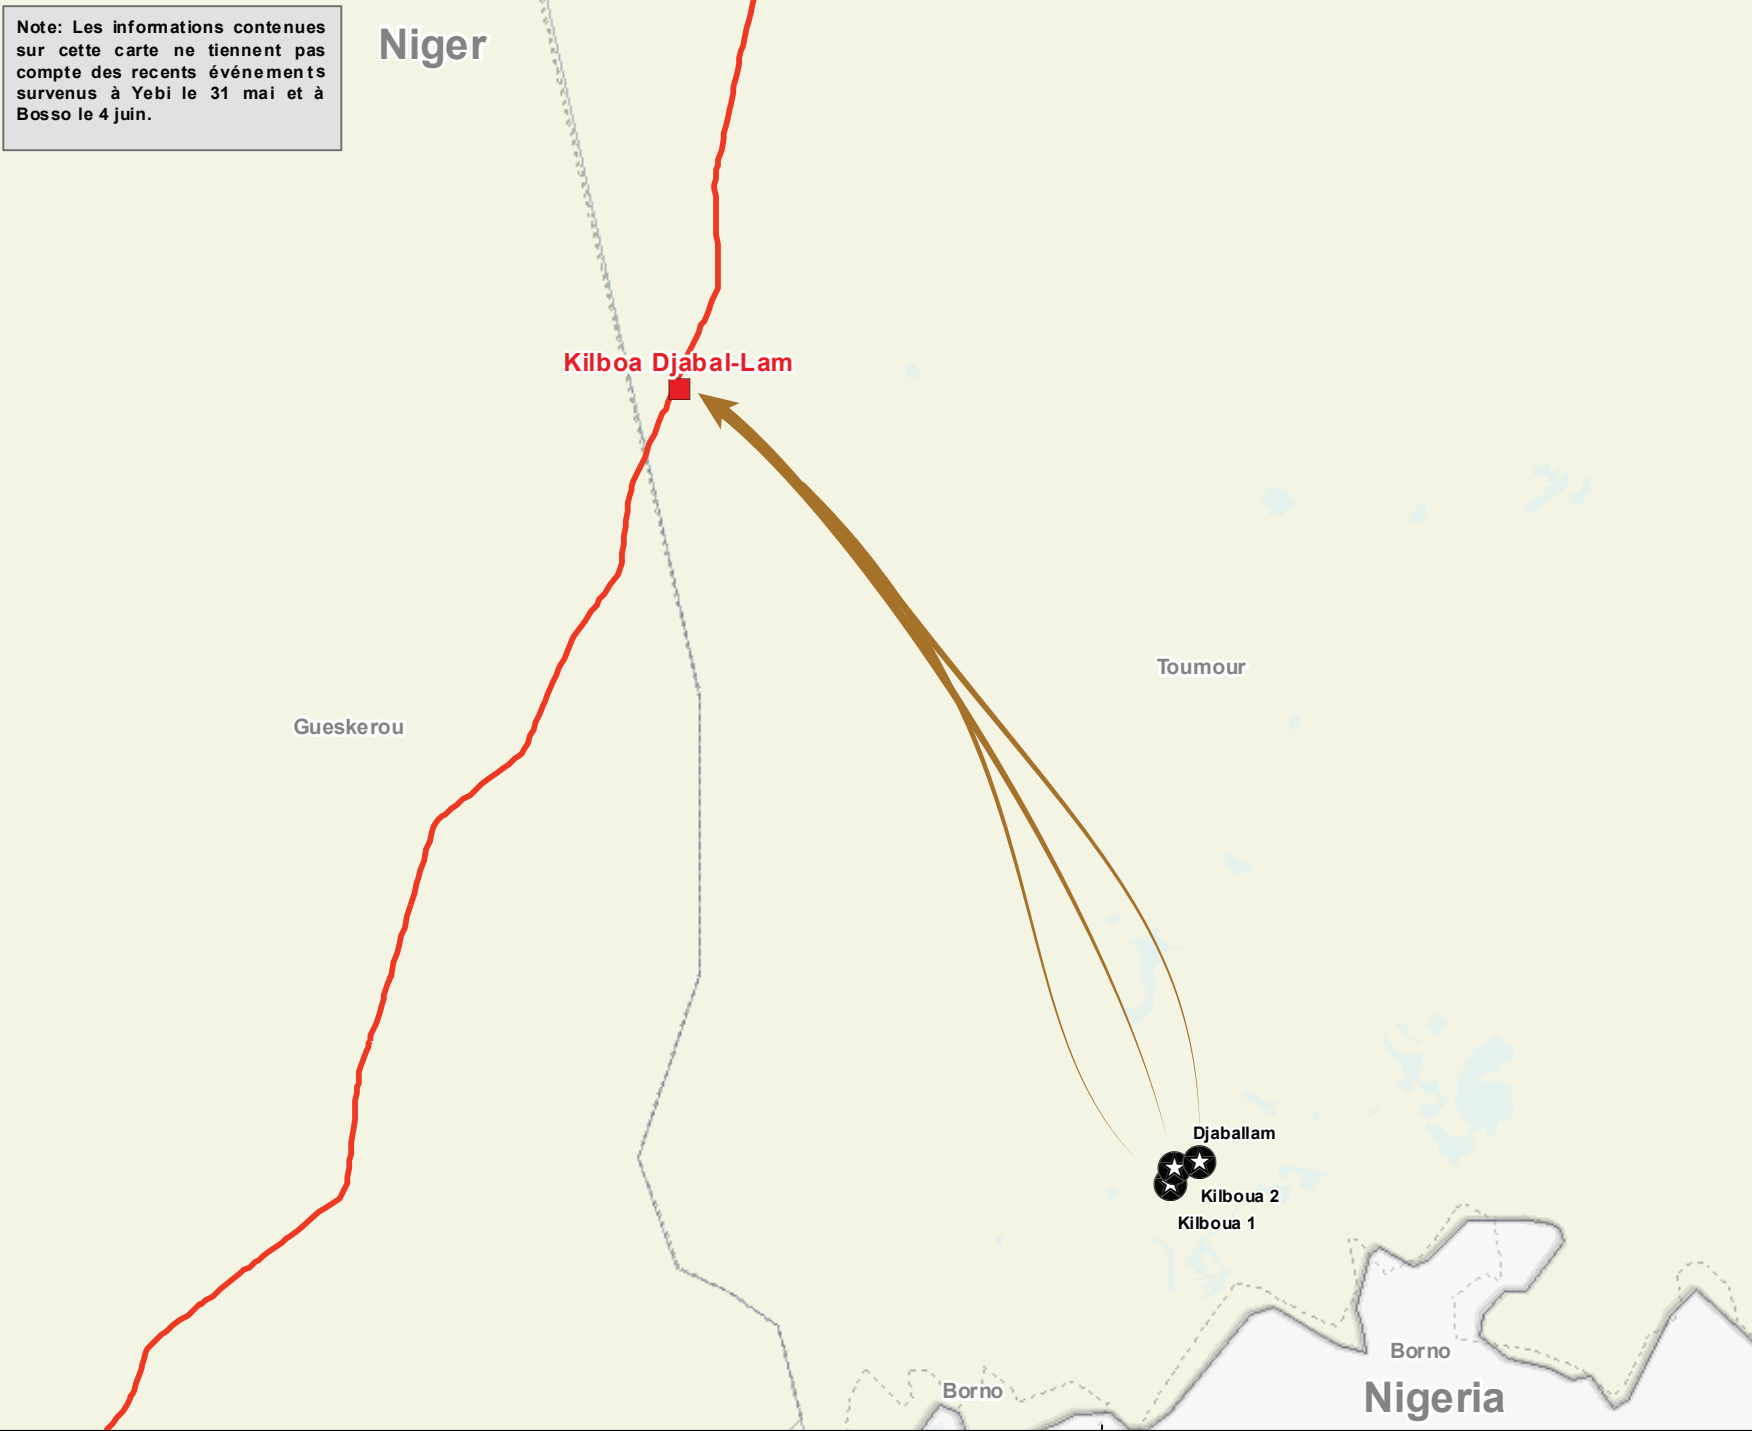 Note: Les informations contenues
sur cette carte ne tiennent pas
compte des recents événements
survenus à Yebi le 31 mai et à
Bosso le 4 juin.
Niger
Kilboa Djabal-Lam
Toumour
Gueskerou
Djaballam
Kilboua 2
Kilboua 1
Borno
Borno
Nigeria